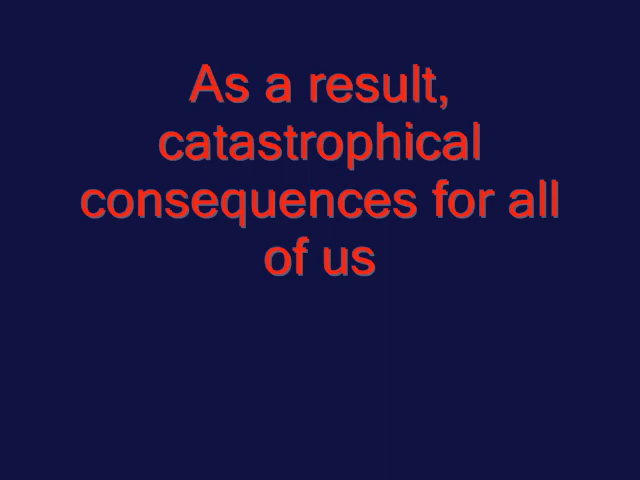 As a result,
catastrophical
consequences for all
of us